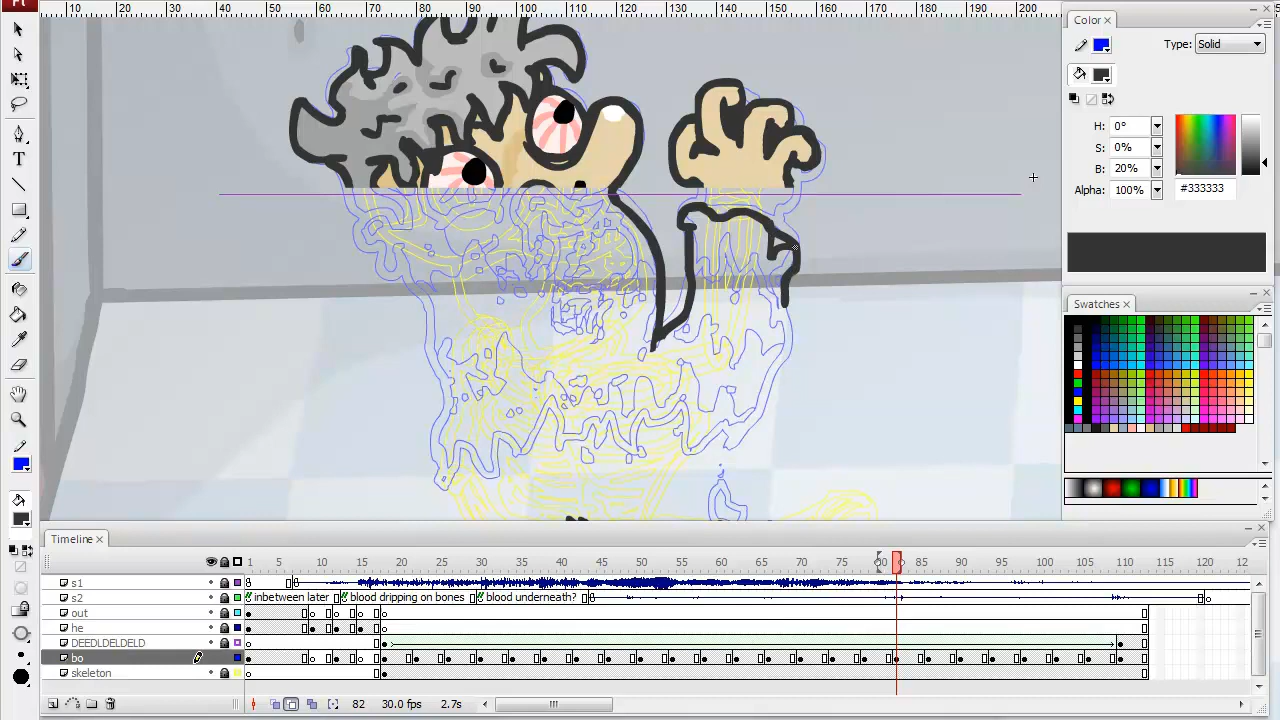 Fl
30 40 50 60 70 80 90 100 110 120 130 140 150 160 170 180 190 200
Color ×
Type: Solid
H: 0°
S: 0%
B: 20%
Alpha: 100%
#333333
Swatches ×
T
Timeline ×
1 5 10 15 20 25 30 35 40 45 50 55 60 65 70 75 85 90 95 100 105 110 115 120 12
s1
s2 inbetween later blood dripping on bones blood underneath?
out
he
DEEDLDELDELD
bo
skeleton
82 30.0 fps 2.7s